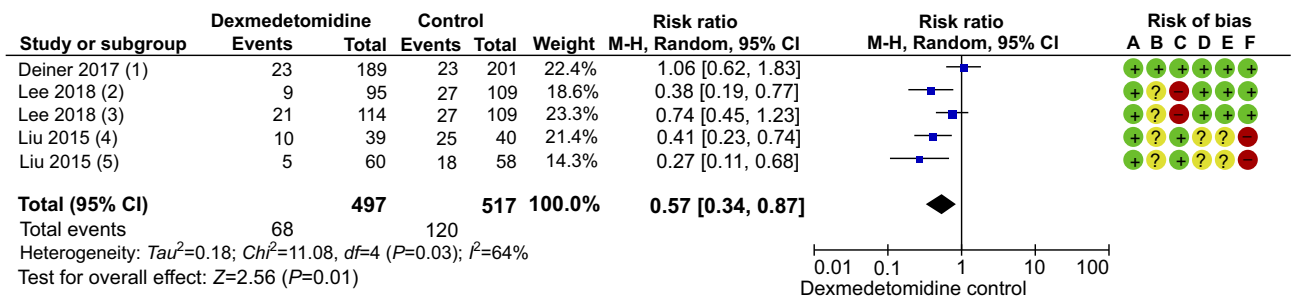 Dexmedetomidine Control Risk ratio Risk ratio Risk of bias
Study or subgroup Events Total Events Total Weight M-H, Random, 95% CI M-H, Random, 95% CI A B C D E F
Deiner 2017 (1) 23 189 23 201 22.4% 1.06 [0.62, 1.83] + + + + + +
Lee 2018 (2) 9 95 27 109 18.6% 0.38 [0.19, 0.77] + ? − + + +
Lee 2018 (3) 21 114 27 109 23.3% 0.74 [0.45, 1.23] + ? − + + +
Liu 2015 (4) 10 39 25 40 21.4% 0.41 [0.23, 0.74] + ? + ? ? −
Liu 2015 (5) 5 60 18 58 14.3% 0.27 [0.11, 0.68] + ? + ? ? −
Total (95% CI) 497 517 100.0% 0.57 [0.34, 0.87]
Total events 68 120
Heterogeneity: Tau²=0.18; Chi²=11.08, df=4 (P=0.03); I²=64%
Test for overall effect: Z=2.56 (P=0.01)
0.01 0.1 1 10 100
Dexmedetomidine control